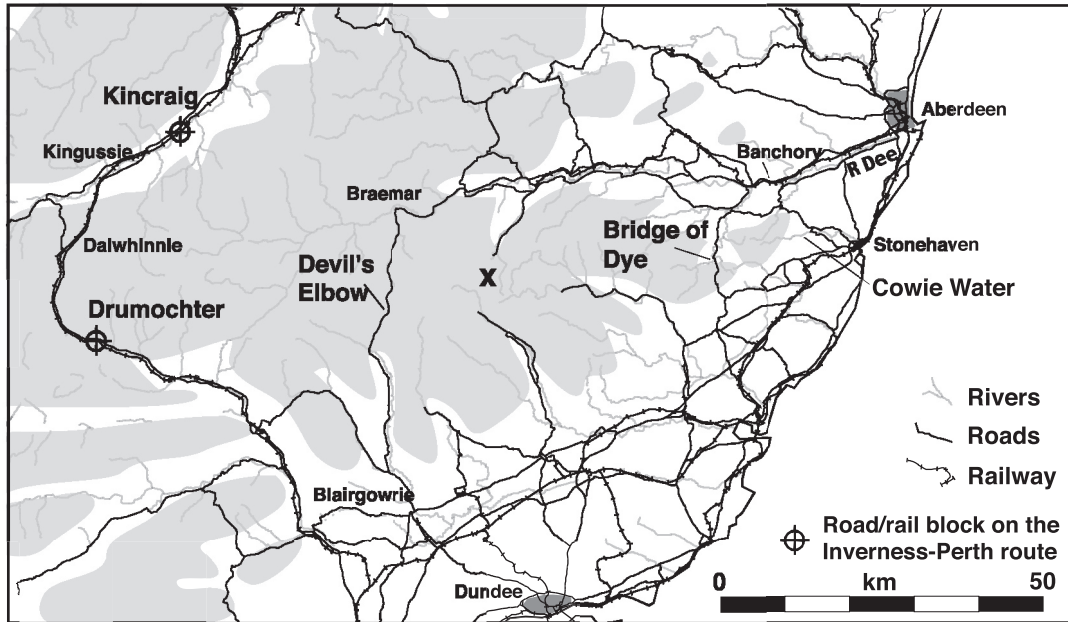 Kincraig
Kingussie
Aberdeen
Banchory
R Dee
Braemar
Dalwhinnie
Devil's
Elbow
Bridge of
Dye
Stonehaven
X
Cowie Water
Drumochter
Rivers
Roads
Railway
Blairgowrie
Road/rail block on the
Inverness-Perth route
Dundee
0 km 50